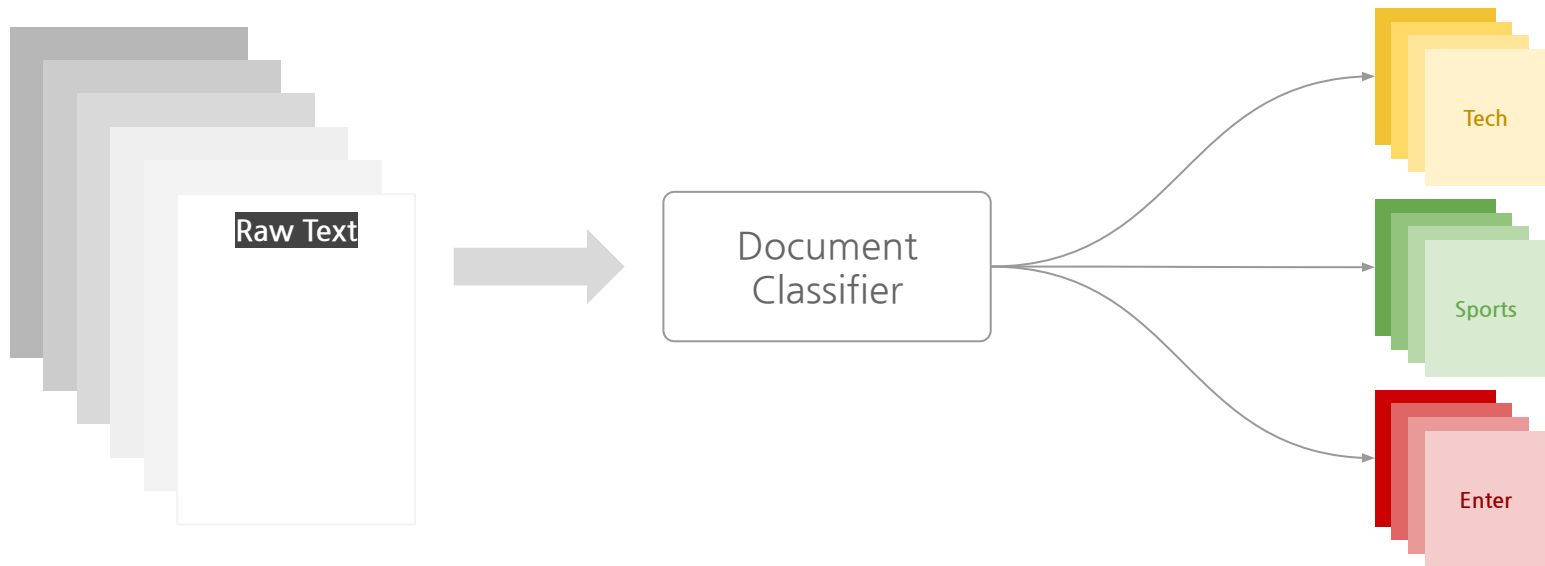 Raw Text
Document
Classifier
Tech
Sports
Enter